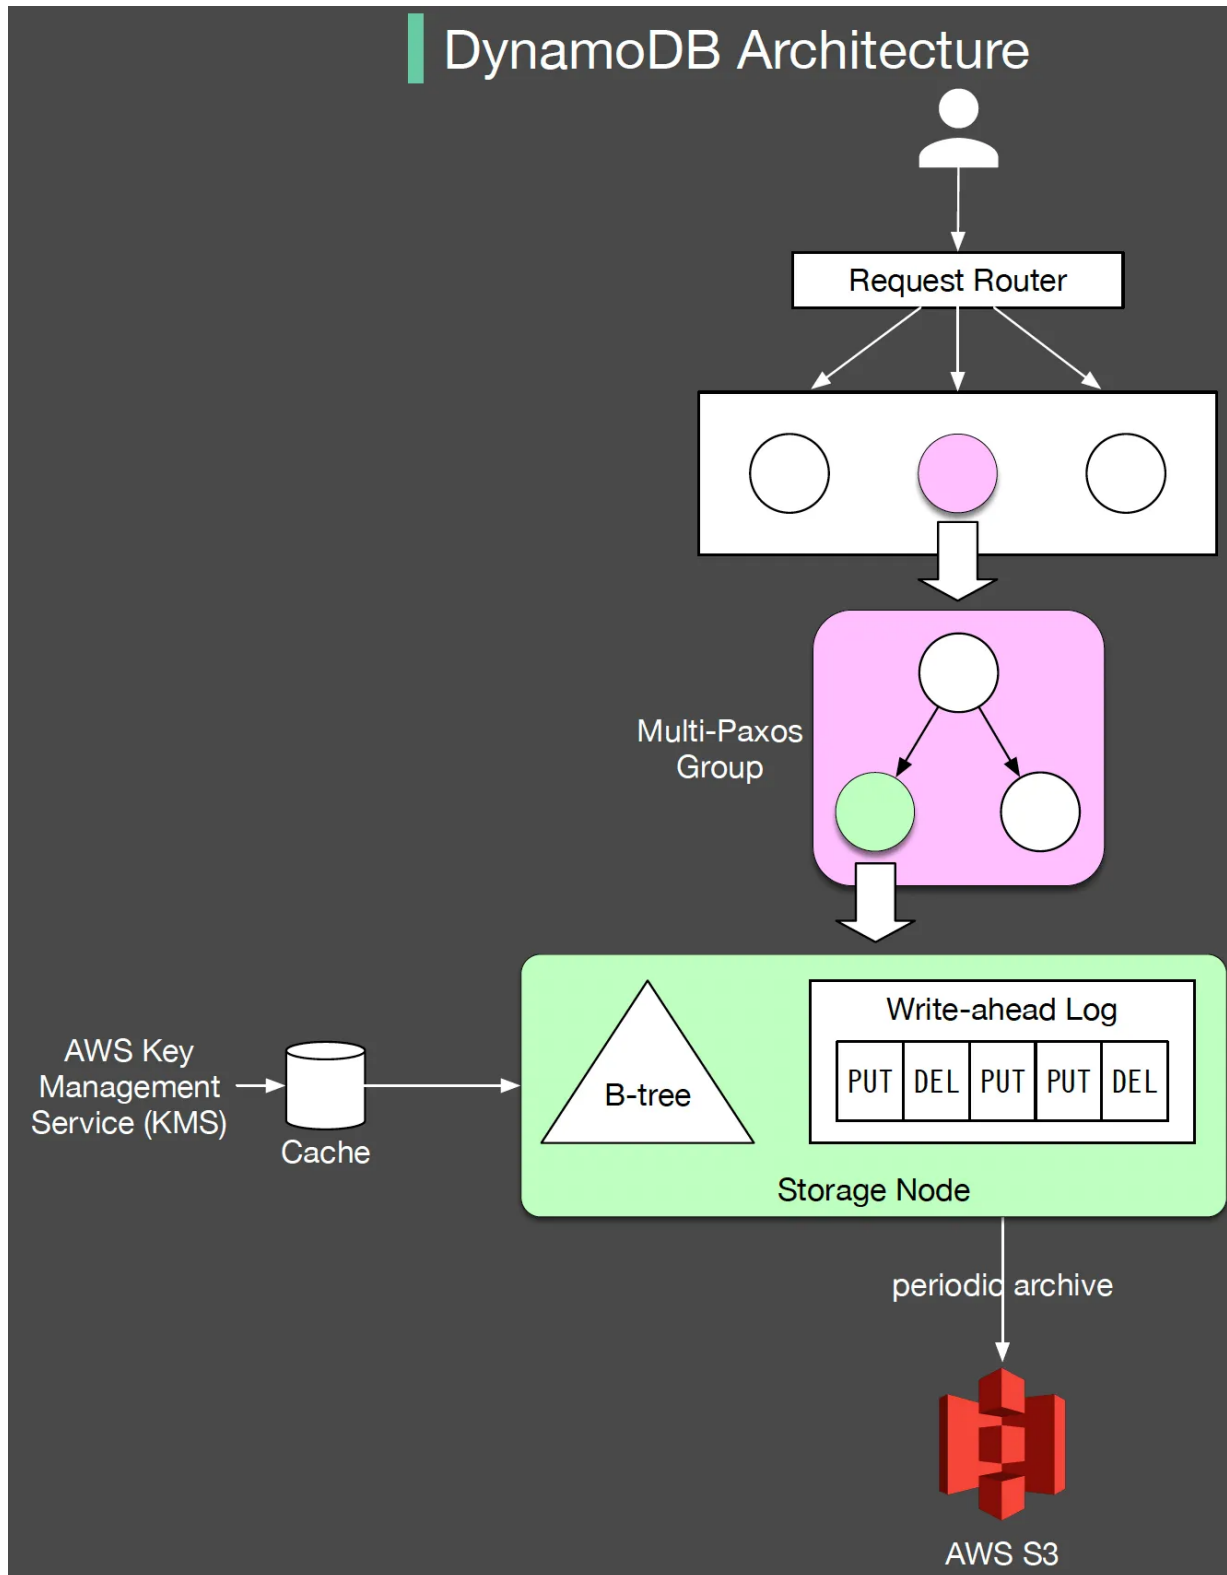 DynamoDB Architecture
Request Router
Multi-Paxos
Group
Write-ahead Log
PUT DEL PUT PUT DEL
B-tree
Storage Node
AWS Key
Management
Service (KMS)
Cache
periodic archive
AWS S3